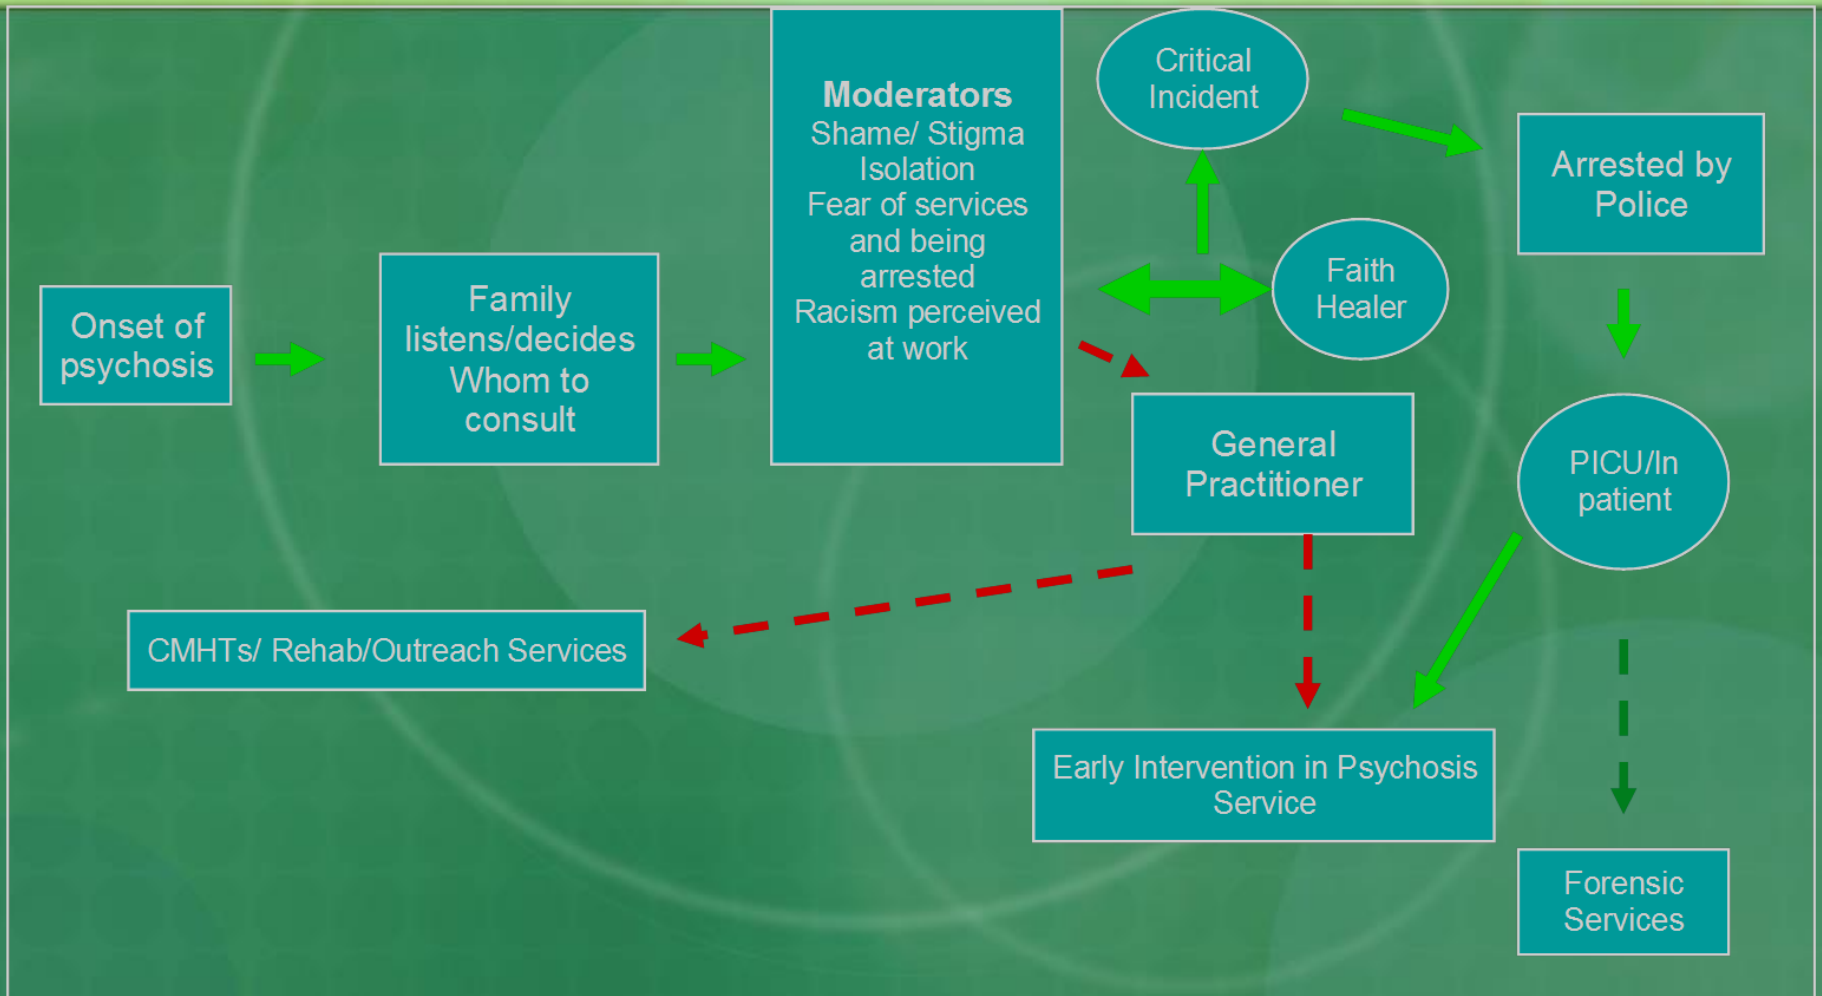 Onset of
psychosis
Family
listens/decides
Whom to
consult
Moderators
Shame/ Stigma
Isolation
Fear of services
and being
arrested
Racism perceived
at work
Critical
Incident
Faith
Healer
Arrested by
Police
General
Practitioner
PICU/In
patient
CMHTs/ Rehab/Outreach Services
Early Intervention in Psychosis
Service
Forensic
Services